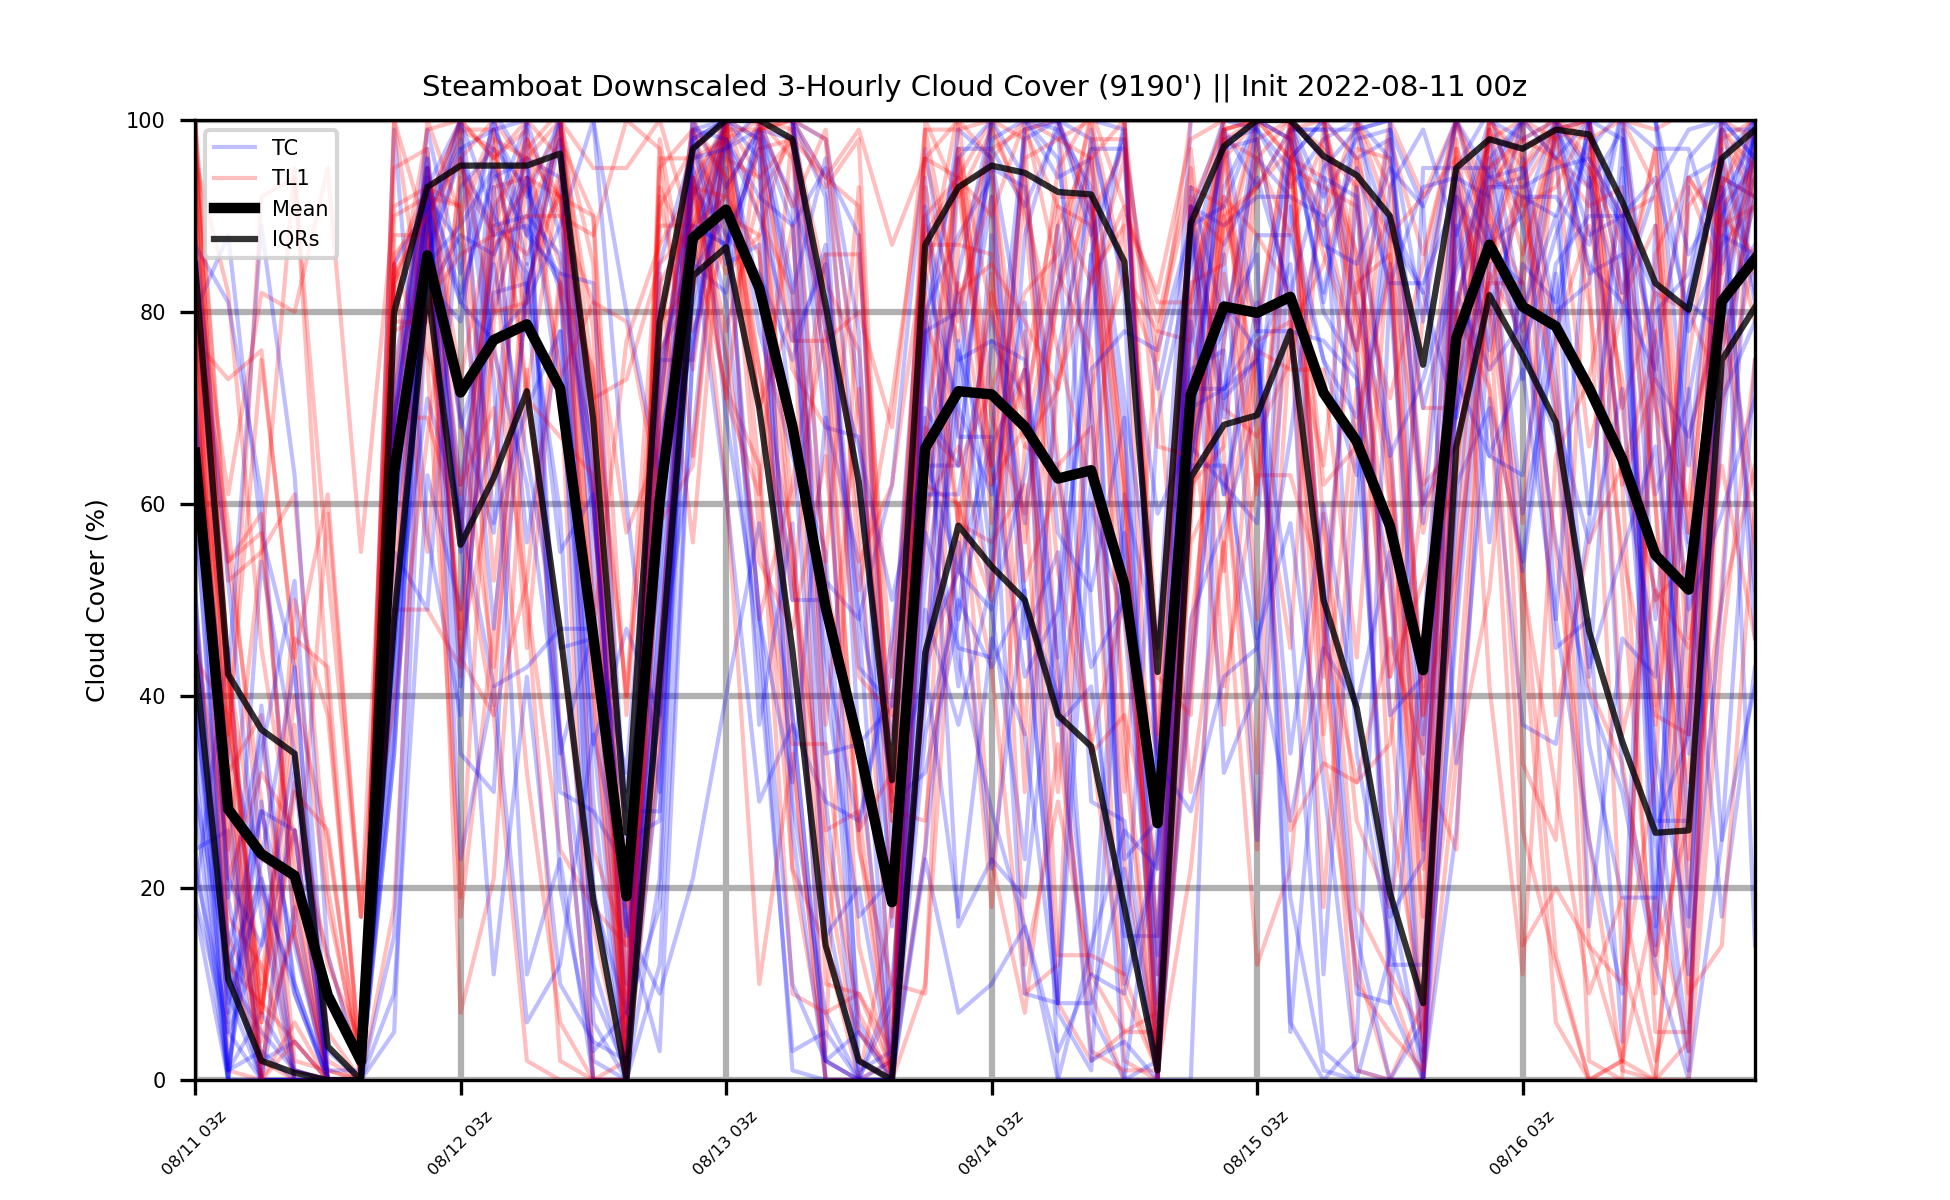 Steamboat Downscaled 3-Hourly Cloud Cover (9190') || Init 2022-08-11 00z
TC
TL1
Mean
IQRs
Cloud Cover (%)
100
80
60
40
20
0
08/11 03z
08/12 03z
08/13 03z
08/14 03z
08/15 03z
08/16 03z